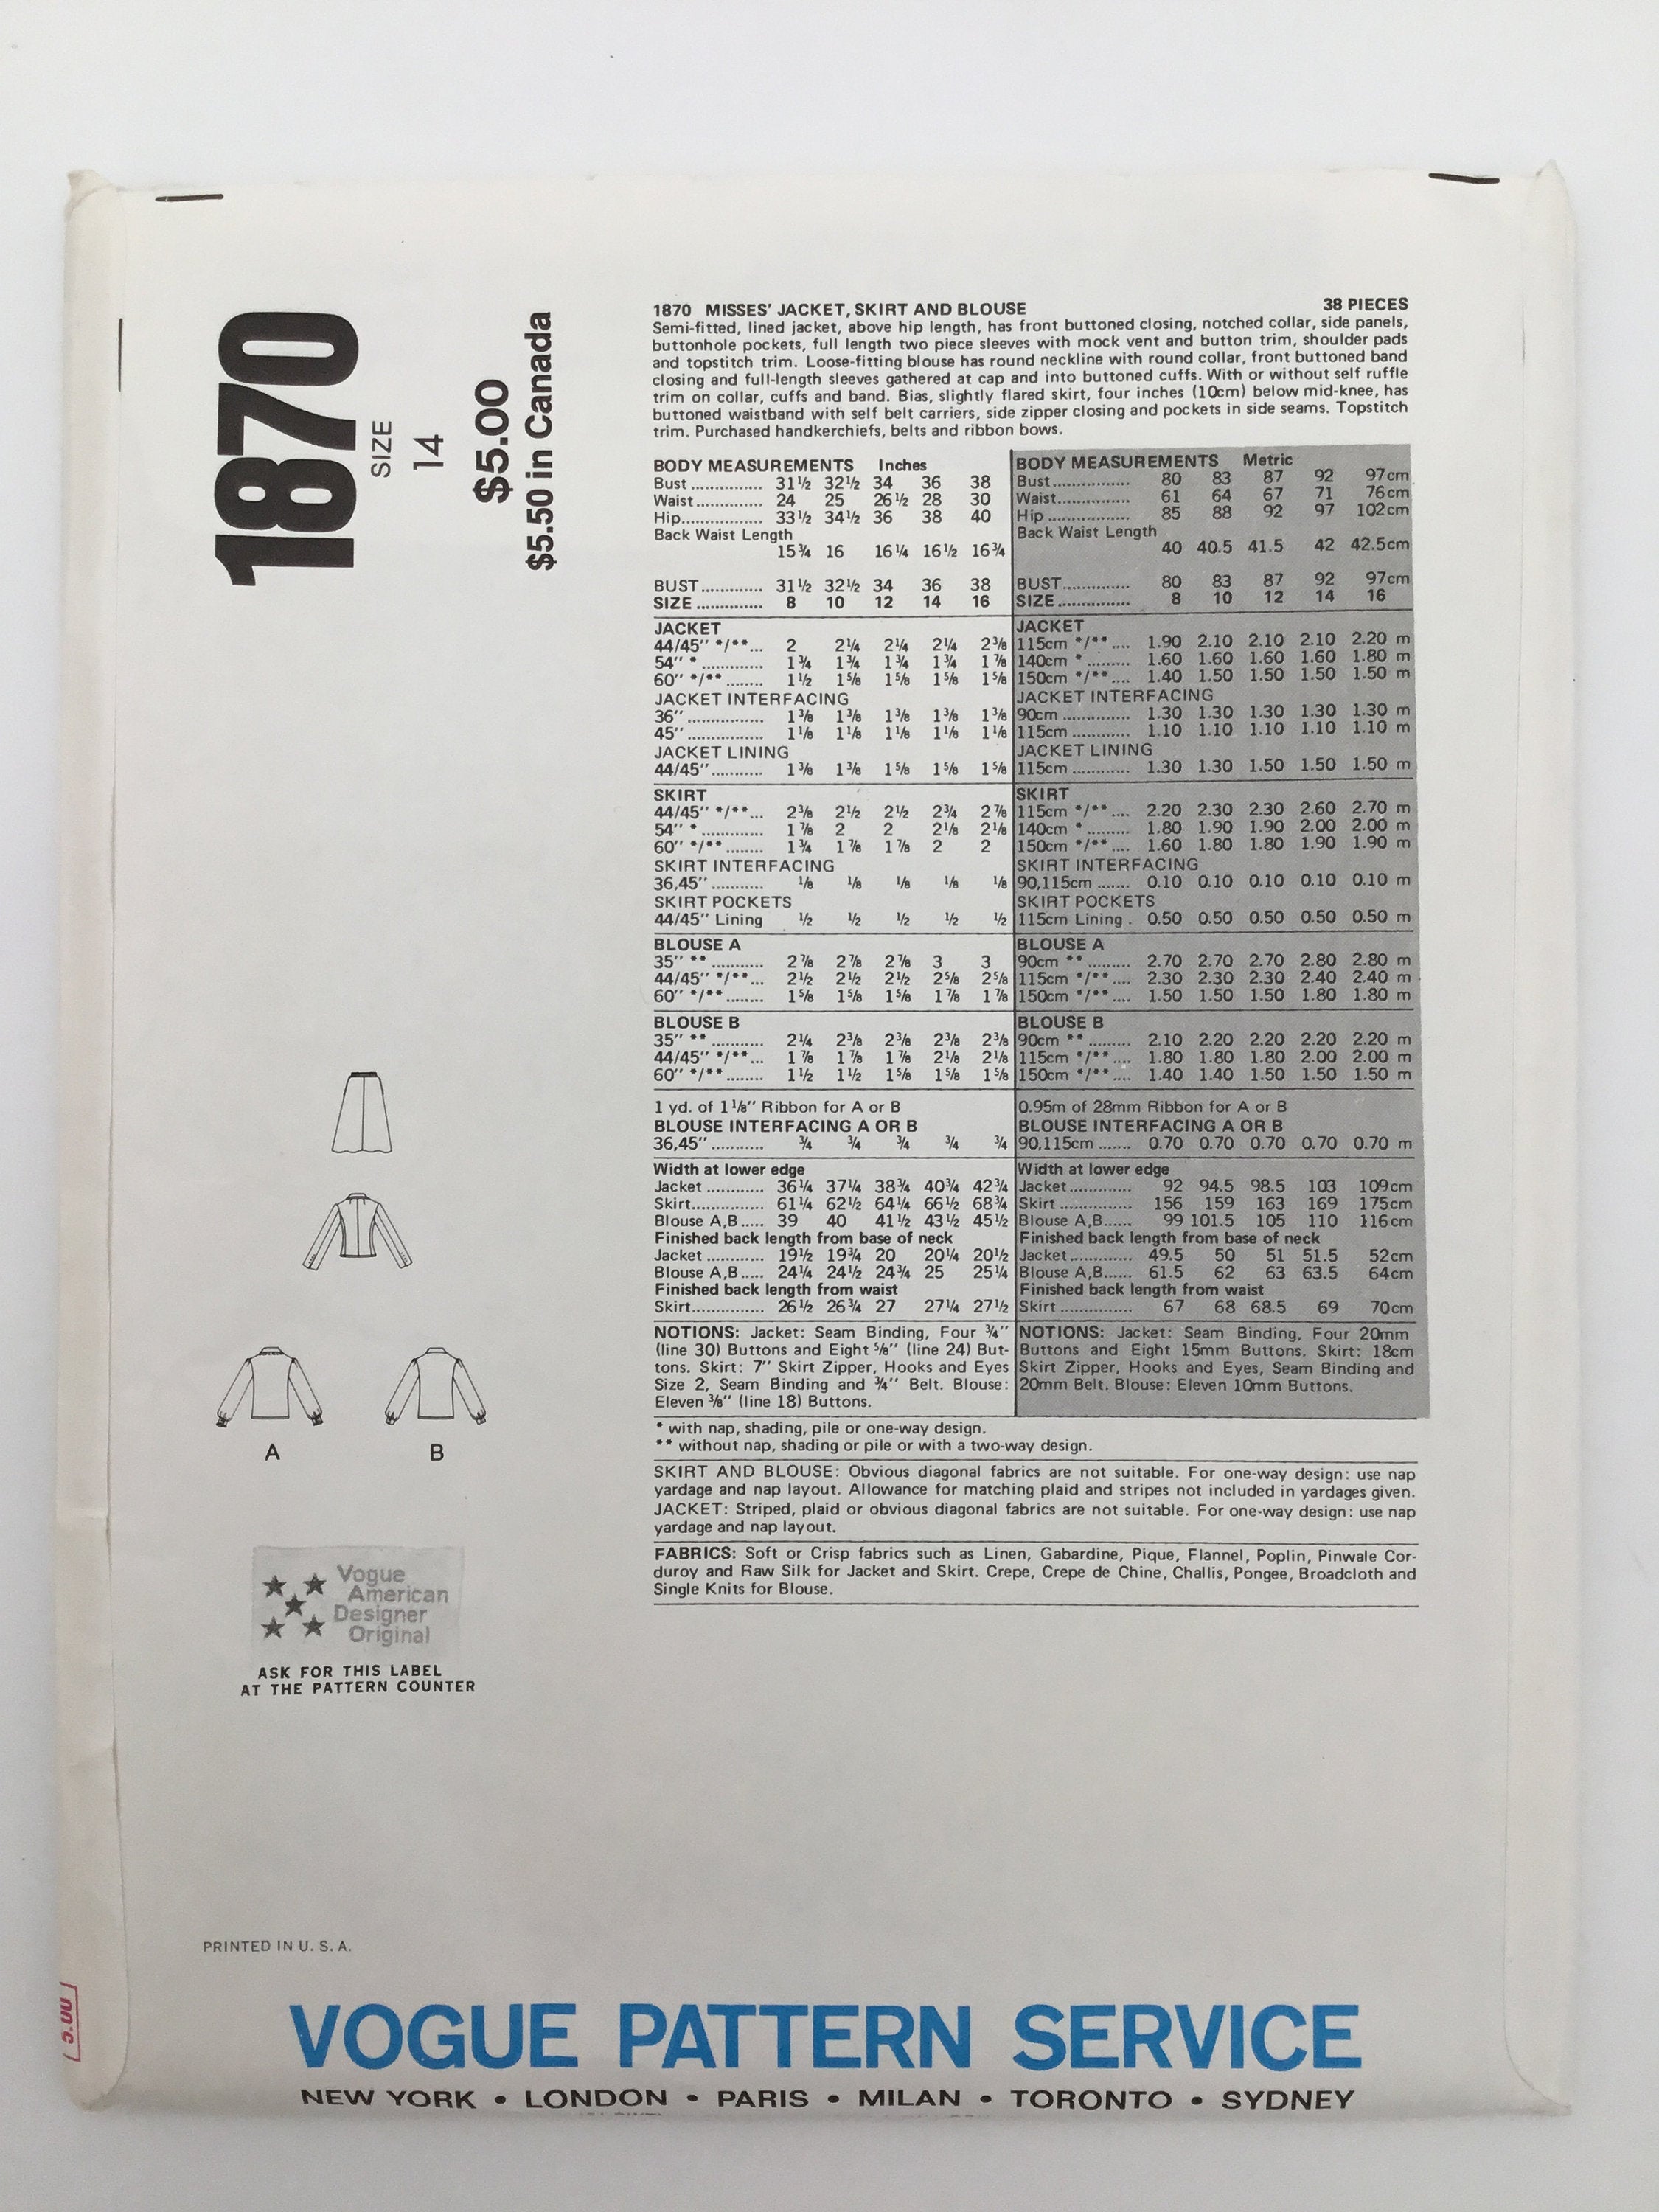 1870
SIZE
14
$5.00
$5.50 in Canada
1870 MISSES' JACKET, SKIRT AND BLOUSE 38 PIECES
Semi-fitted, lined jacket, above hip length, has front buttoned closing, notched collar, side panels,
buttonhole pockets, full length two piece sleeves with mock vent and button trim, shoulder pads
and topstitch trim. Loose-fitting blouse has round neckline with round collar, front buttoned band
closing and full-length sleeves gathered at cap and into buttoned cuffs. With or without self ruffle
trim on collar, cuffs and band. Bias, slightly flared skirt, four inches (10cm) below mid-knee, has
buttoned waistband with self belt carriers, side zipper closing and pockets in side seams. Topstitch
trim. Purchased handkerchiefs, belts and ribbon bows.
BODY MEASUREMENTS Inches
Bust ............... 31½ 32½ 34 36 38
Waist.............. 24 25 26½ 28 30
Hip................. 33½ 34½ 36 38 40
Back Waist Length
15¾ 16 16¼ 16½ 16¾
BUST............. 31½ 32½ 34 36 38
SIZE .............. 8 10 12 14 16
JACKET
44/45'' */**... 2 2¼ 2¼ 2¼ 2⅜
54'' * ............. 1¾ 1¾ 1¾ 1¾ 1⅞
60'' */** ........ 1½ 1⅝ 1⅝ 1⅝ 1⅝
JACKET INTERFACING
36''................ 1⅜ 1⅜ 1⅜ 1⅜ 1⅜
45''................ 1⅛ 1⅛ 1⅛ 1⅛ 1⅛
JACKET LINING
44/45''........... 1⅜ 1⅜ 1⅝ 1⅝ 1⅝
SKIRT
44/45'' */**... 2⅜ 2½ 2½ 2¾ 2⅞
54'' * ............. 1⅞ 2 2 2⅛ 2⅛
60'' */** ........ 1¾ 1⅞ 1⅞ 2 2
SKIRT INTERFACING
36,45'' ........... ⅛ ⅛ ⅛ ⅛ ⅛
SKIRT POCKETS
44/45'' Lining ½ ½ ½ ½ ½
BLOUSE A
35'' ** ........... 2⅞ 2⅞ 2⅞ 3 3
44/45'' */**... 2½ 2½ 2½ 2⅝ 2⅝
60'' */** ........ 1⅝ 1⅝ 1⅝ 1⅞ 1⅞
BLOUSE B
35'' ** ........... 2¼ 2⅜ 2⅜ 2⅜ 2⅜
44/45'' */**... 1⅞ 1⅞ 1⅞ 2⅛ 2⅛
60'' */** ........ 1½ 1½ 1⅝ 1⅝ 1⅝
1 yd. of 1⅛'' Ribbon for A or B
BLOUSE INTERFACING A OR B
36,45'' ........... ¾ ¾ ¾ ¾ ¾
Width at lower edge
Jacket ............ 36¼ 37¼ 38¾ 40¾ 42¾
Skirt............... 61¼ 62½ 64¼ 66½ 68¾
Blouse A,B ..... 39 40 41½ 43½ 45½
Finished back length from base of neck
Jacket ............ 19½ 19¾ 20 20¼ 20½
Blouse A,B..... 24¼ 24½ 24¾ 25 25¼
Finished back length from waist
Skirt............... 26½ 26¾ 27 27¼ 27½
NOTIONS: Jacket: Seam Binding, Four ¾''
(line 30) Buttons and Eight ⅝'' (line 24) But-
tons. Skirt: 7'' Skirt Zipper, Hooks and Eyes
Size 2, Seam Binding and ¾'' Belt. Blouse:
Eleven ⅜'' (line 18) Buttons.
BODY MEASUREMENTS Metric
Bust................ 80 83 87 92 97cm
Waist............... 61 64 67 71 76cm
Hip ................. 85 88 92 97 102cm
Back Waist Length
40 40.5 41.5 42 42.5cm
BUST.............. 80 83 87 92 97cm
SIZE............... 8 10 12 14 16
JACKET
115cm */** .... 1.90 2.10 2.10 2.10 2.20 m
140cm * ......... 1.60 1.60 1.60 1.60 1.80 m
150cm */** .... 1.40 1.50 1.50 1.50 1.50 m
JACKET INTERFACING
90cm .............. 1.30 1.30 1.30 1.30 1.30 m
115cm ............ 1.10 1.10 1.10 1.10 1.10 m
JACKET LINING
115cm ............ 1.30 1.30 1.50 1.50 1.50 m
SKIRT
115cm */** .... 2.20 2.30 2.30 2.60 2.70 m
140cm * ......... 1.80 1.90 1.90 2.00 2.00 m
150cm */** .... 1.60 1.80 1.80 1.90 1.90 m
SKIRT INTERFACING
90,115cm ....... 0.10 0.10 0.10 0.10 0.10 m
SKIRT POCKETS
115cm Lining . 0.50 0.50 0.50 0.50 0.50 m
BLOUSE A
90cm ** ......... 2.70 2.70 2.70 2.80 2.80 m
115cm */** .... 2.30 2.30 2.30 2.40 2.40 m
150cm */** .... 1.50 1.50 1.50 1.80 1.80 m
BLOUSE B
90cm ** ......... 2.10 2.20 2.20 2.20 2.20 m
115cm */** .... 1.80 1.80 1.80 2.00 2.00 m
150cm */** .... 1.40 1.40 1.50 1.50 1.50 m
0.95m of 28mm Ribbon for A or B
BLOUSE INTERFACING A OR B
90,115cm ....... 0.70 0.70 0.70 0.70 0.70 m
Width at lower edge
Jacket............. 92 94.5 98.5 103 109cm
Skirt ............... 156 159 163 169 175cm
Blouse A,B...... 99 101.5 105 110 116cm
Finished back length from base of neck
Jacket............. 49.5 50 51 51.5 52cm
Blouse A,B...... 61.5 62 63 63.5 64cm
Finished back length from waist
Skirt ............... 67 68 68.5 69 70cm
NOTIONS: Jacket: Seam Binding, Four 20mm
Buttons and Eight 15mm Buttons. Skirt: 18cm
Skirt Zipper, Hooks and Eyes, Seam Binding and
20mm Belt. Blouse: Eleven 10mm Buttons.
* with nap, shading, pile or one-way design.
** without nap, shading or pile or with a two-way design.
SKIRT AND BLOUSE: Obvious diagonal fabrics are not suitable. For one-way design: use nap
yardage and nap layout. Allowance for matching plaid and stripes not included in yardages given.
JACKET: Striped, plaid or obvious diagonal fabrics are not suitable. For one-way design: use nap
yardage and nap layout.
FABRICS: Soft or Crisp fabrics such as Linen, Gabardine, Pique, Flannel, Poplin, Pinwale Cor-
duroy and Raw Silk for Jacket and Skirt. Crepe, Crepe de Chine, Challis, Pongee, Broadcloth and
Single Knits for Blouse.
A
B
Vogue
American
Designer
Original
ASK FOR THIS LABEL
AT THE PATTERN COUNTER
PRINTED IN U. S. A.
5.00
VOGUE PATTERN SERVICE
NEW YORK • LONDON • PARIS • MILAN • TORONTO • SYDNEY